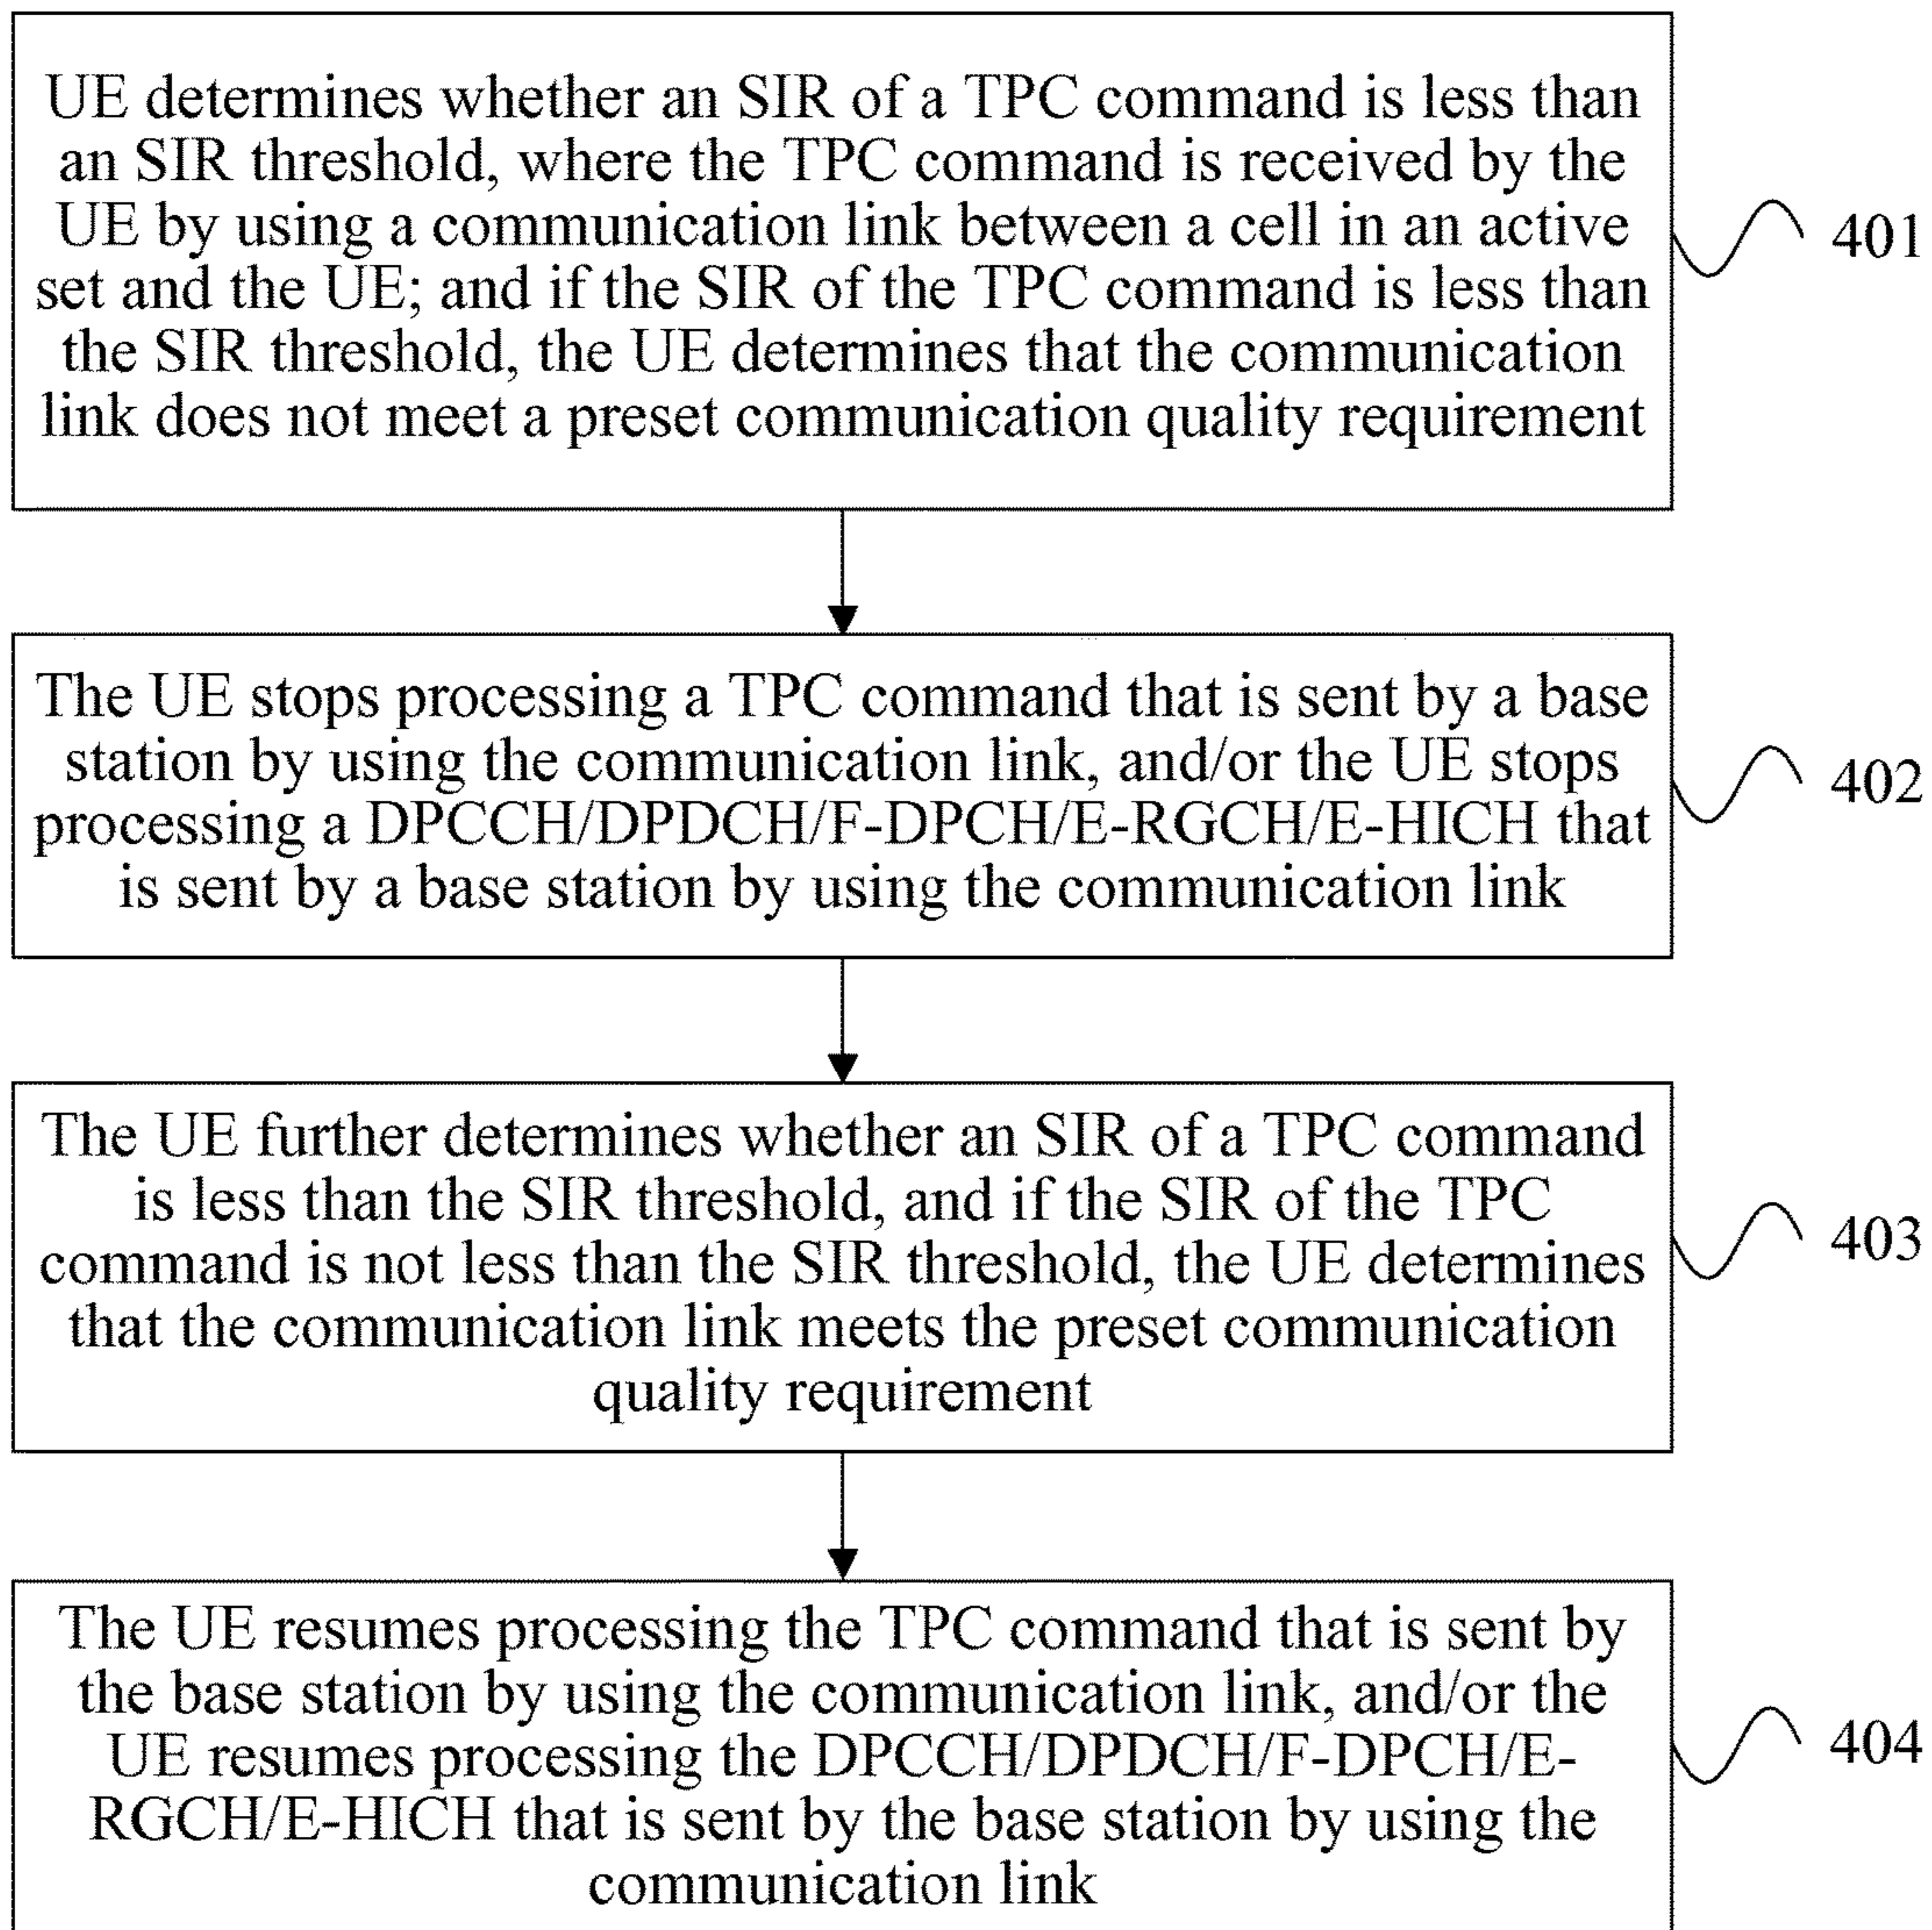 UE determines whether an SIR of a TPC command is less than
an SIR threshold, where the TPC command is received by the
UE by using a communication link between a cell in an active
set and the UE; and if the SIR of the TPC command is less than
the SIR threshold, the UE determines that the communication
link does not meet a preset communication quality requirement
401
The UE stops processing a TPC command that is sent by a base
station by using the communication link, and/or the UE stops
processing a DPCCH/DPDCH/F-DPCH/E-RGCH/E-HICH that
is sent by a base station by using the communication link
402
The UE further determines whether an SIR of a TPC command
is less than the SIR threshold, and if the SIR of the TPC
command is not less than the SIR threshold, the UE determines
that the communication link meets the preset communication
quality requirement
403
The UE resumes processing the TPC command that is sent by
the base station by using the communication link, and/or the
UE resumes processing the DPCCH/DPDCH/F-DPCH/E-
RGCH/E-HICH that is sent by the base station by using the
communication link
404